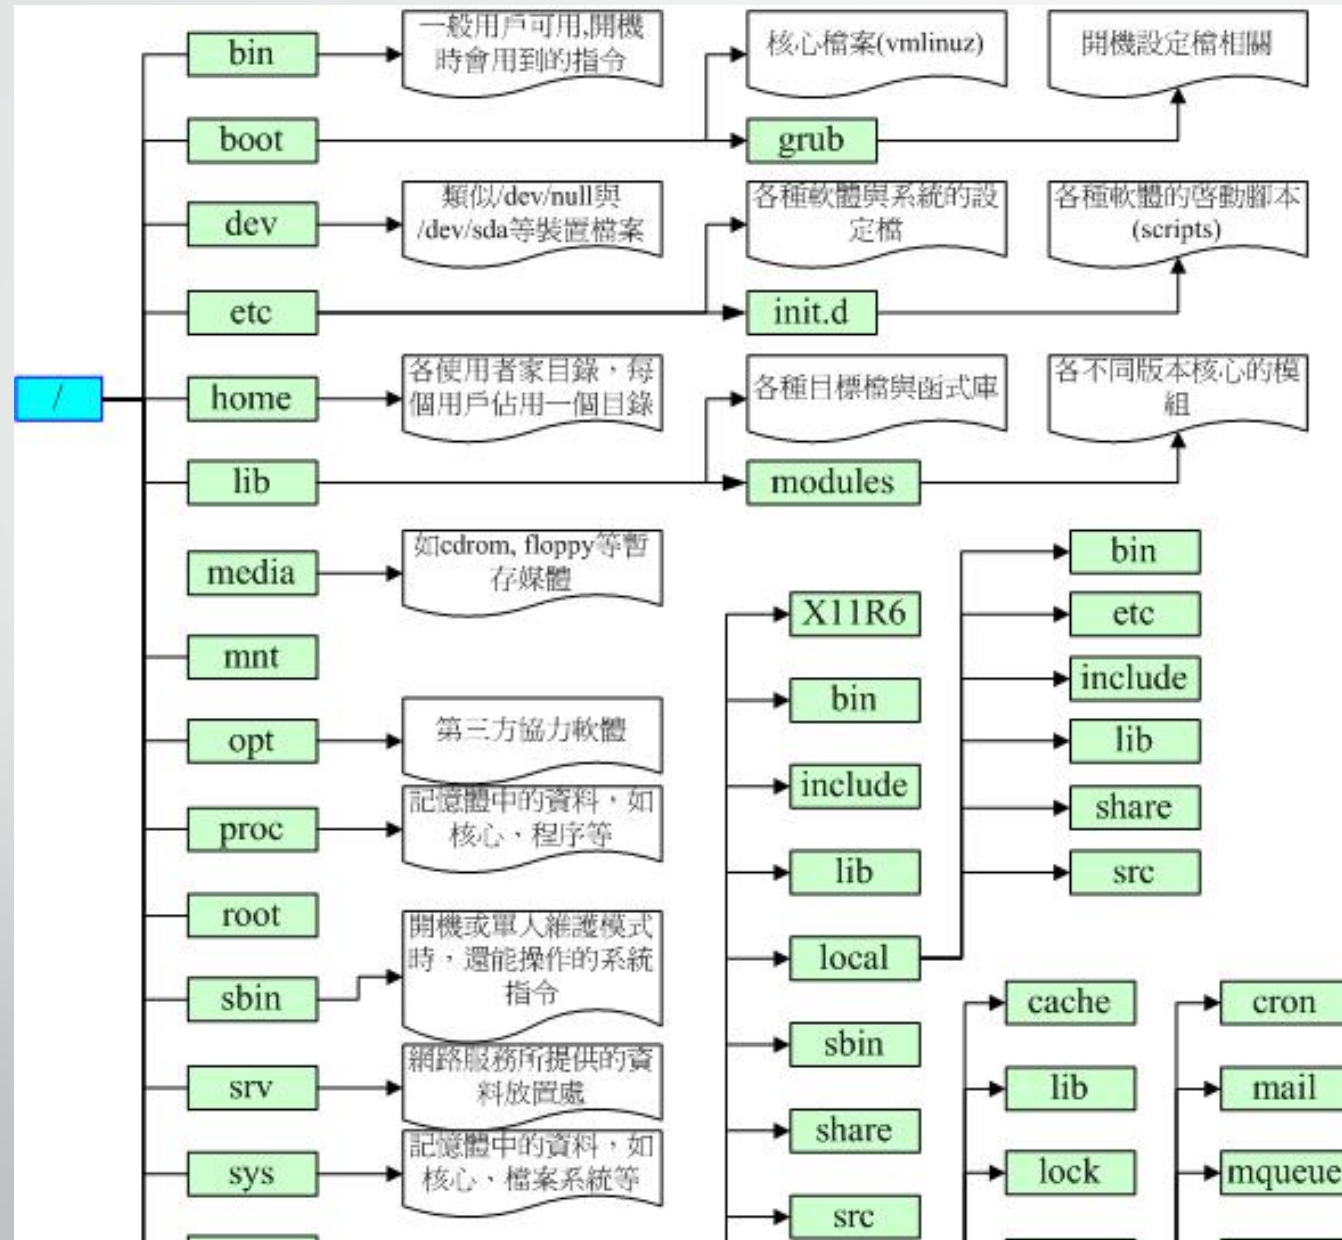 bin
一般用戶可用,開機
時會用到的指令
核心檔案(vmlinuz)
開機設定檔相關
boot
grub
dev
類似/dev/null與
/dev/sda等裝置檔案
各種軟體與系統的設
定檔
各種軟體的啓動腳本
(scripts)
etc
init.d
/
home
各使用者家目錄，每
個用戶佔用一個目錄
各種目標檔與函式庫
各不同版本核心的模
組
lib
modules
media
如cdrom, floppy等暫
存媒體
mnt
opt
第三方協力軟體
proc
記憶體中的資料，如
核心、程序等
root
sbin
開機或單人維護模式
時，還能操作的系統
指令
srv
網路服務所提供的資
料放置處
sys
記憶體中的資料，如
核心、檔案系統等
X11R6
bin
include
lib
local
sbin
share
src
bin
etc
include
lib
share
src
cache
lib
lock
cron
mail
mqueue